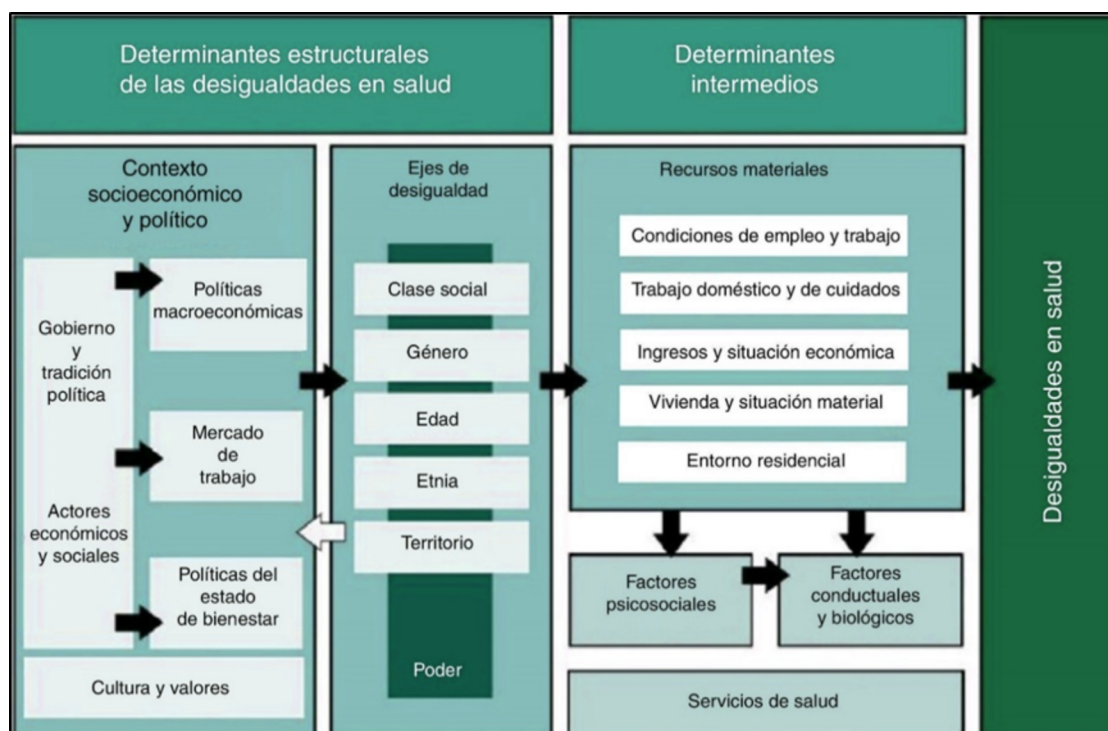 Determinantes estructurales
de las desigualdades en salud
Determinantes
intermedios
Contexto
socioeconómico
y político
Gobierno
y
tradición
política
Actores
económicos
y sociales
Políticas
macroeconómicas
Mercado
de
trabajo
Políticas del
estado
de bienestar
Cultura y valores
Ejes de
desigualdad
Clase social
Género
Edad
Etnia
Territorio
Poder
Recursos materiales
Condiciones de empleo y trabajo
Trabajo doméstico y de cuidados
Ingresos y situación económica
Vivienda y situación material
Entorno residencial
Factores
psicosociales
Factores
conductuales
y biológicos
Servicios de salud
Desigualdades en salud